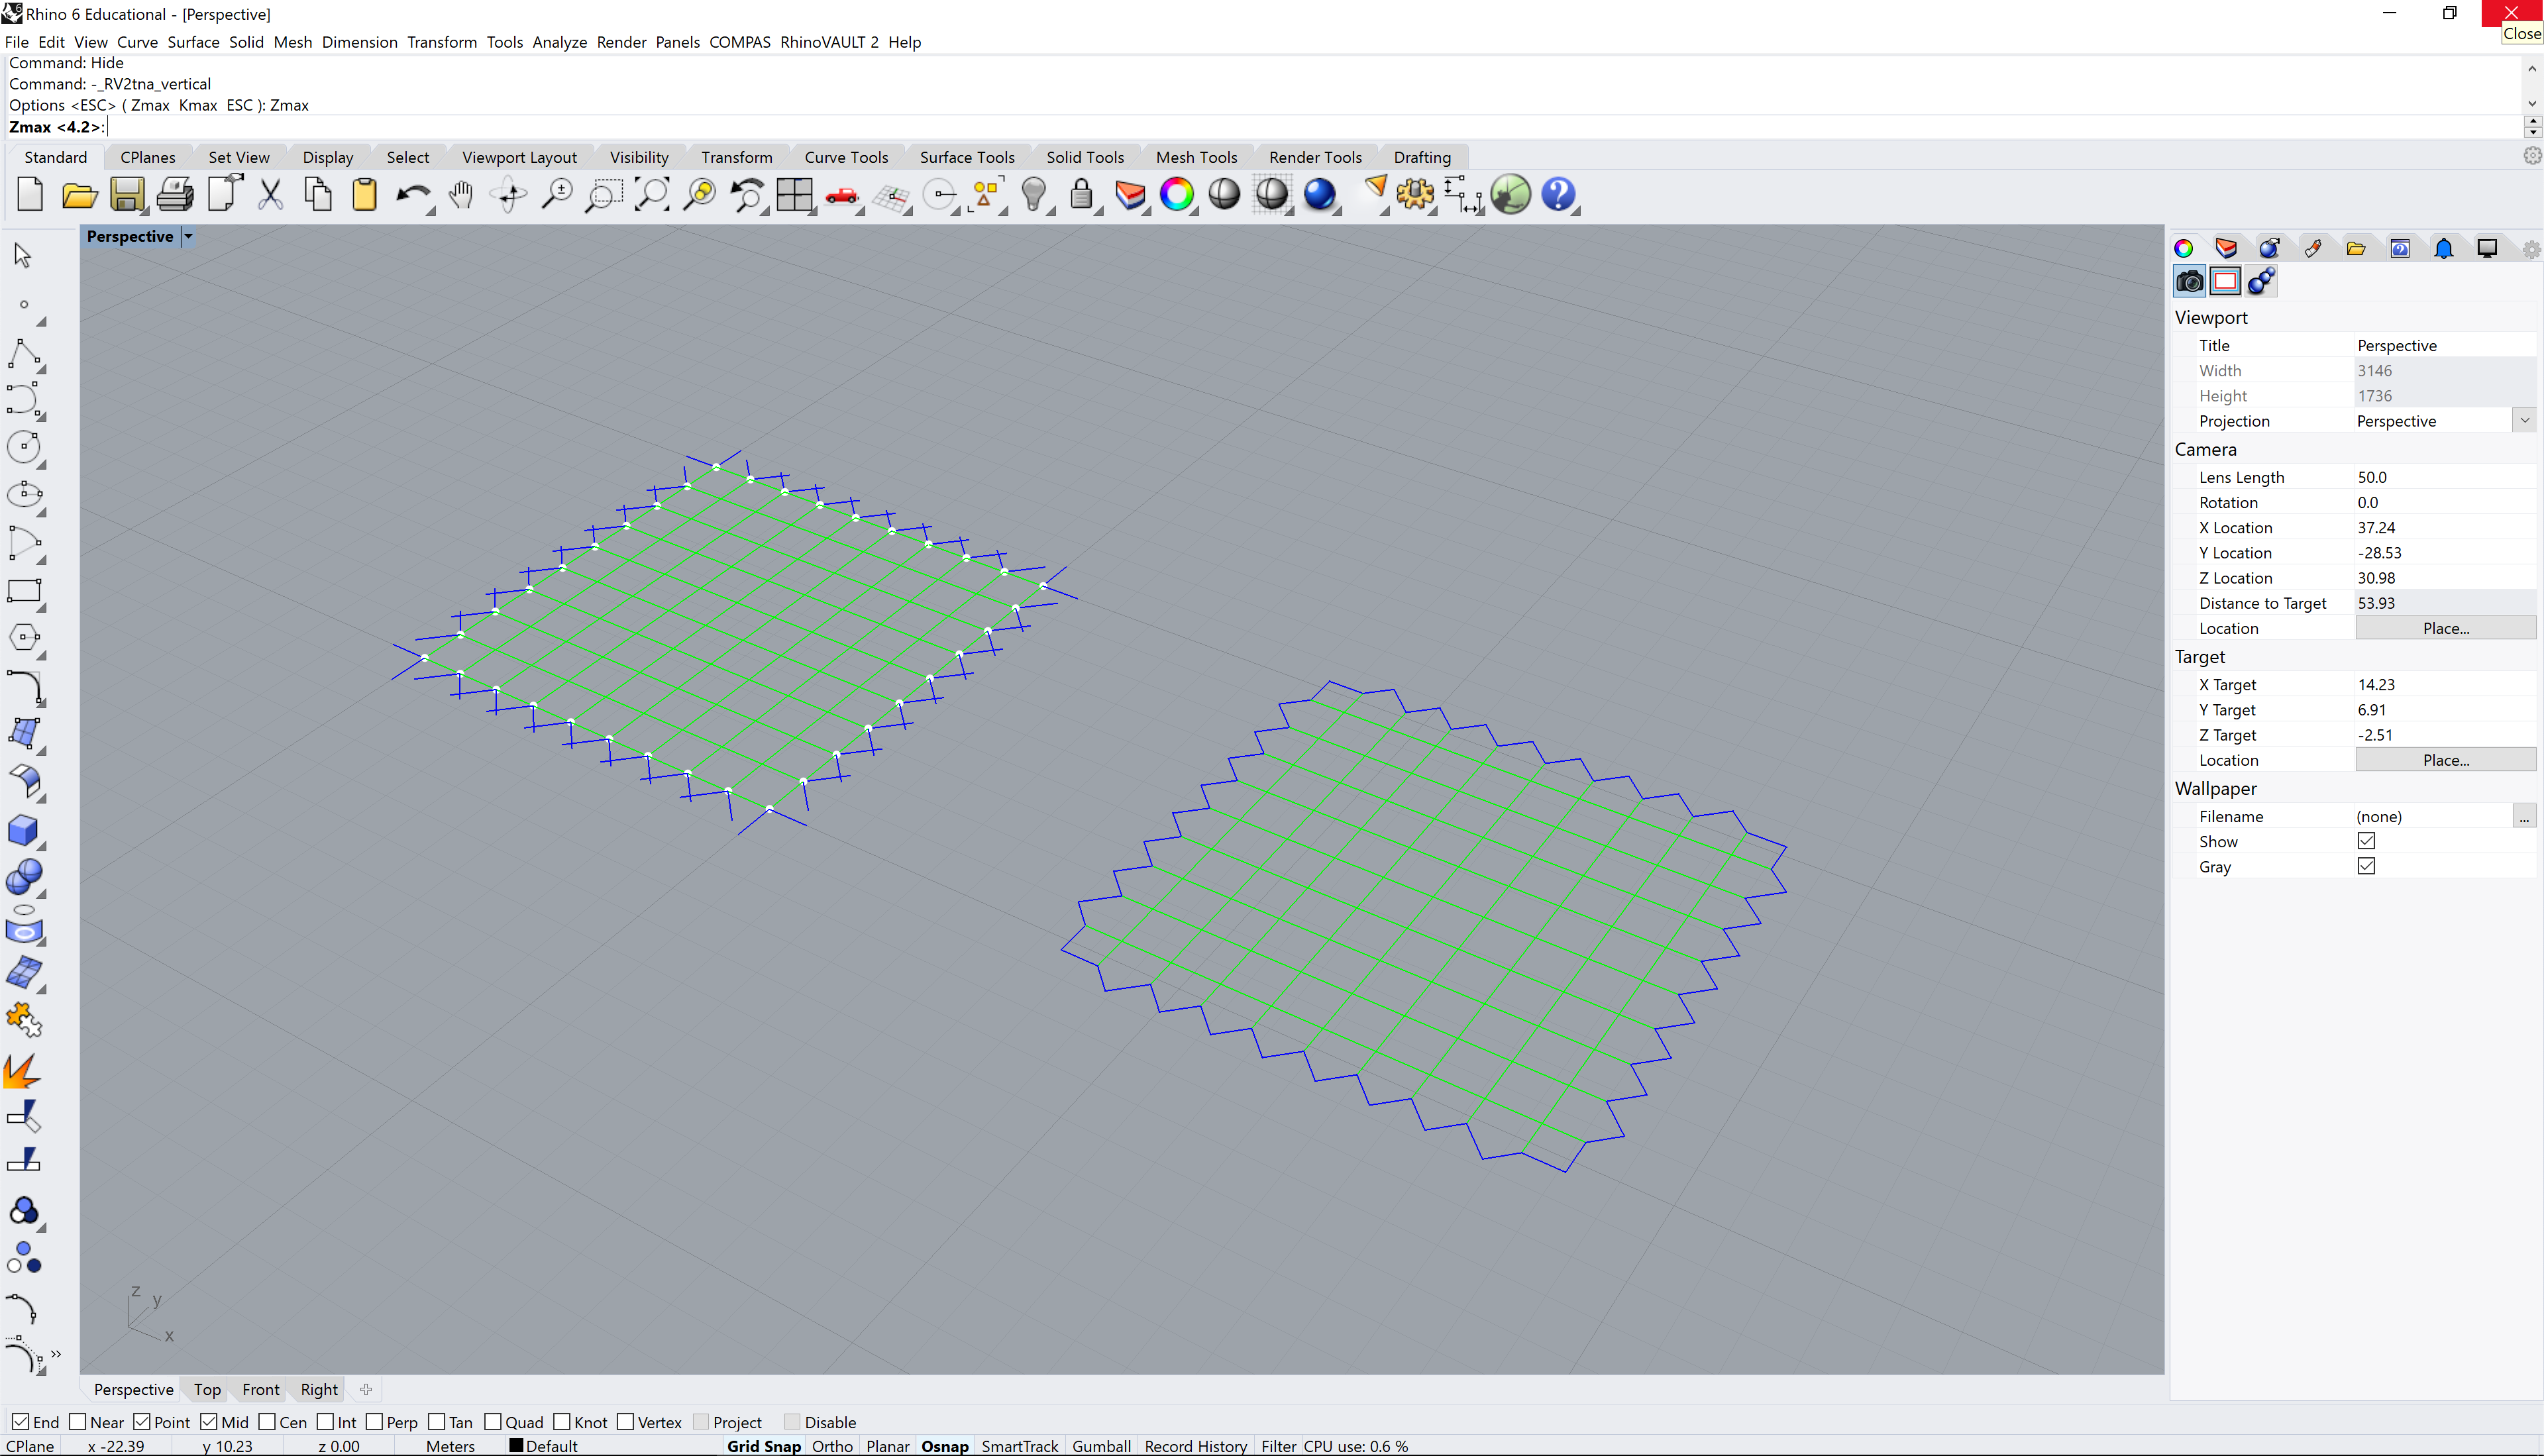 Rhino 6 Educational - [Perspective]
Close
File Edit View Curve Surface Solid Mesh Dimension Transform Tools Analyze Render Panels COMPAS RhinoVAULT 2 Help
Command: Hide
Command: -_RV2tna_vertical
Options <ESC> ( Zmax Kmax ESC ): Zmax
Zmax <4.2>:
Standard CPlanes Set View Display Select Viewport Layout Visibility Transform Curve Tools Surface Tools Solid Tools Mesh Tools Render Tools Drafting
Perspective
Viewport
Title Perspective
Width 3146
Height 1736
Projection Perspective
Camera
Lens Length 50.0
Rotation 0.0
X Location 37.24
Y Location -28.53
Z Location 30.98
Distance to Target 53.93
Location Place...
Target
X Target 14.23
Y Target 6.91
Z Target -2.51
Location Place...
Wallpaper
Filename (none) ...
Show
Gray
z
y
x
Perspective Top Front Right
End Near Point Mid Cen Int Perp Tan Quad Knot Vertex Project Disable
CPlane x -22.39 y 10.23 z 0.00 Meters Default Grid Snap Ortho Planar Osnap SmartTrack Gumball Record History Filter CPU use: 0.6 %